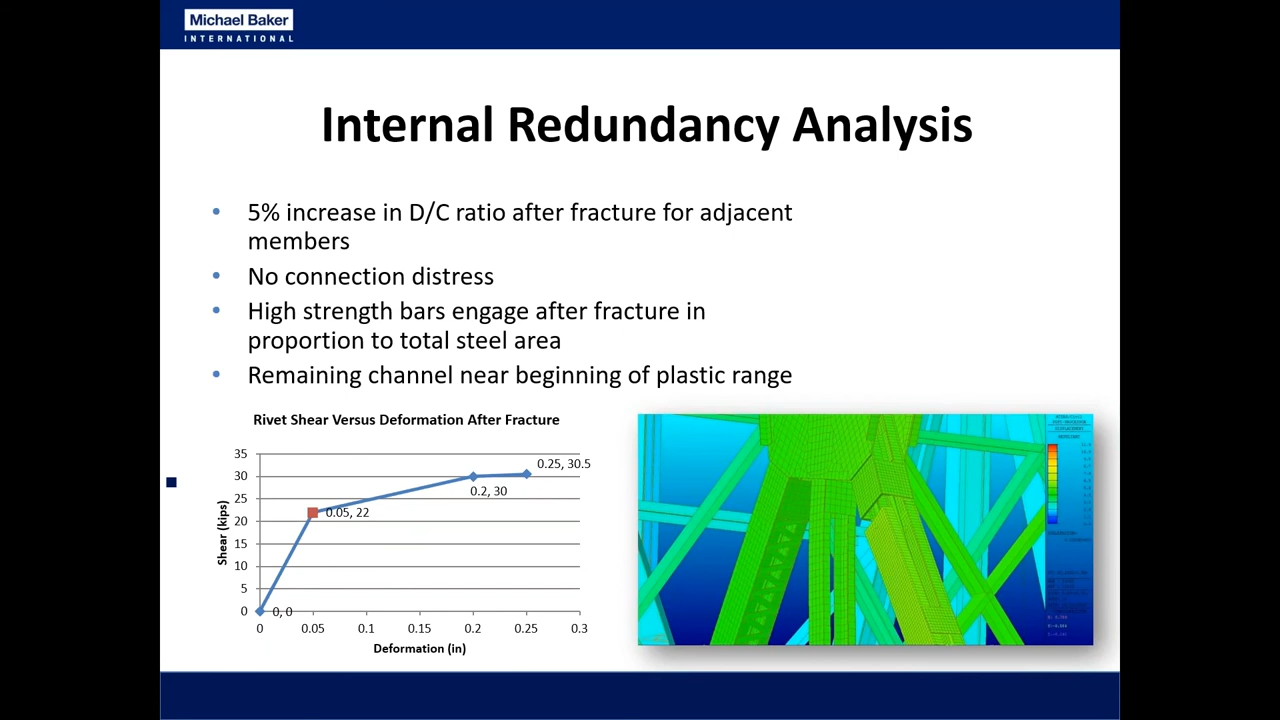 Michael Baker
INTERNATIONAL
Internal Redundancy Analysis
• 5% increase in D/C ratio after fracture for adjacent
members
• No connection distress
• High strength bars engage after fracture in
proportion to total steel area
• Remaining channel near beginning of plastic range
Rivet Shear Versus Deformation After Fracture
Shear (kips)
35
30
25
20
15
10
5
0
0.25, 30.5
0.2, 30
0.05, 22
0, 0
0 0.05 0.1 0.15 0.2 0.25 0.3
Deformation (in)